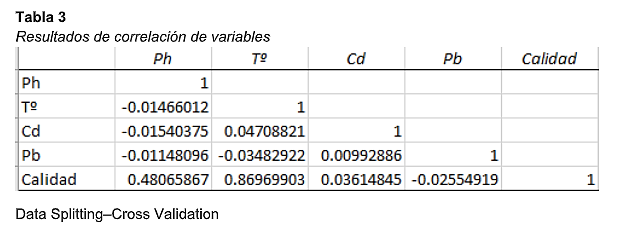 Tabla 3
Resultados de correlación de variables
Ph Tº Cd Pb Calidad
Ph 1
Tº -0.01466012 1
Cd -0.01540375 0.04708821 1
Pb -0.01148096 -0.03482922 0.00992886 1
Calidad 0.48065867 0.86969903 0.03614845 -0.02554919 1
Data Splitting–Cross Validation